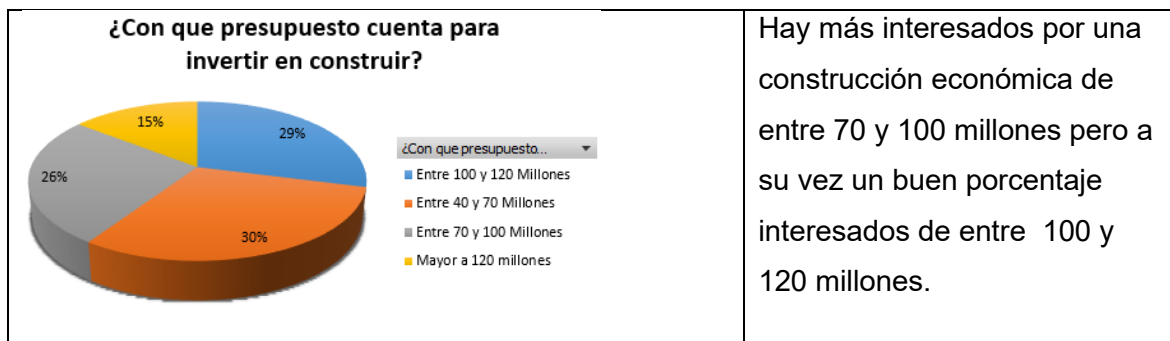 ¿Con que presupuesto cuenta para
invertir en construir?
15%
29%
26%
30%
¿Con que presupuesto...
Entre 100 y 120 Millones
Entre 40 y 70 Millones
Entre 70 y 100 Millones
Mayor a 120 millones
Hay más interesados por una
construcción económica de
entre 70 y 100 millones pero a
su vez un buen porcentaje
interesados de entre  100 y
120 millones.